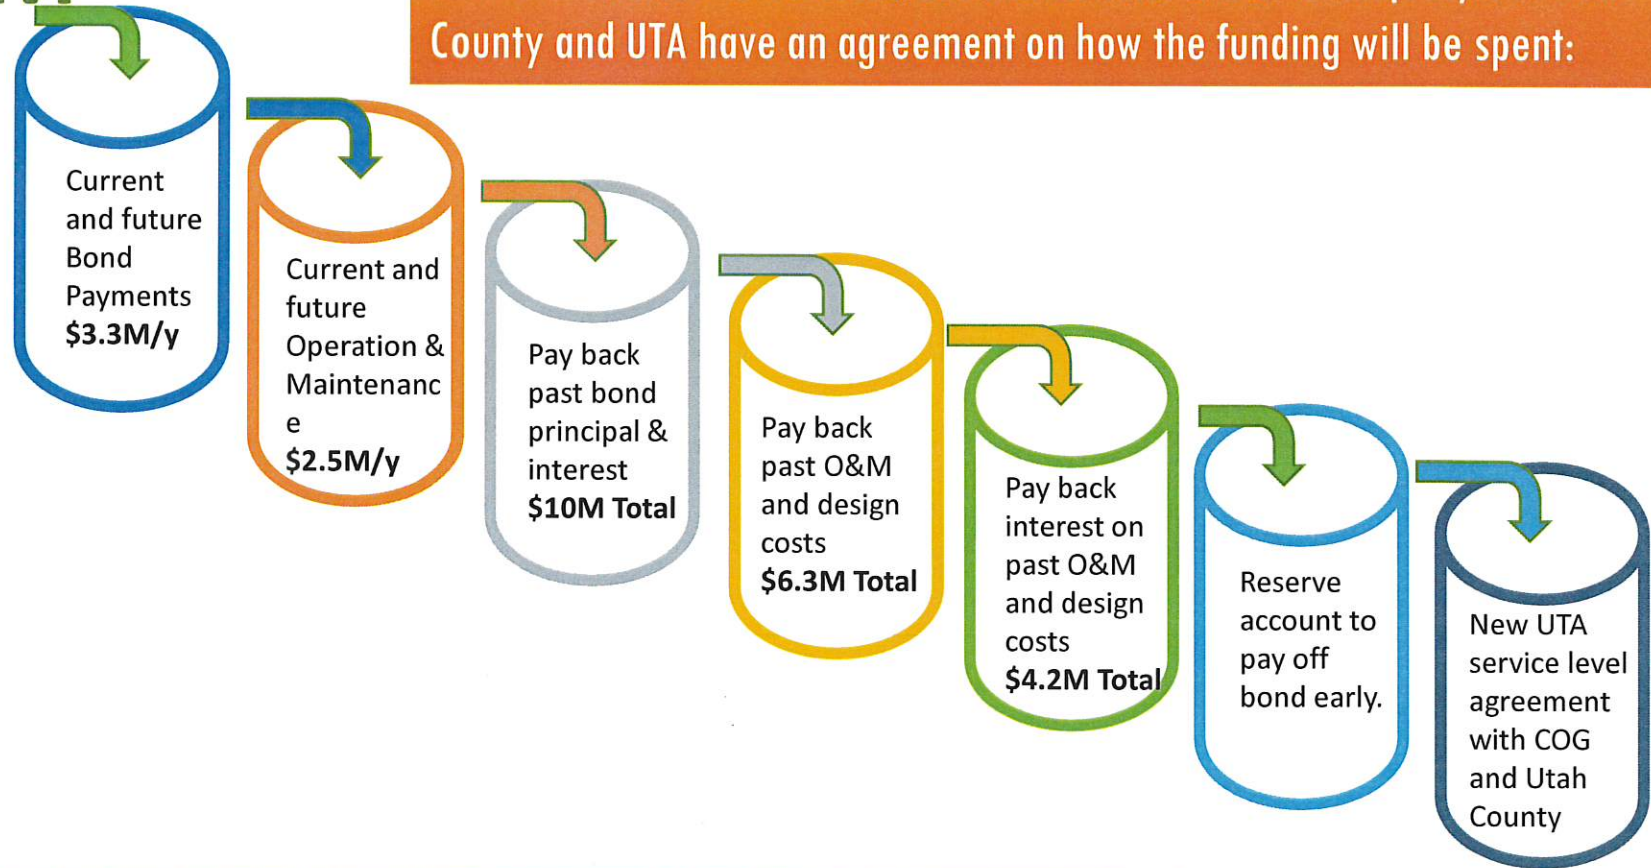 County and UTA have an agreement on how the funding will be spent:
Current
and future
Bond
Payments
$3.3M/y
Current and
future
Operation &
Maintenanc
e
$2.5M/y
Pay back
past bond
principal &
interest
$10M Total
Pay back
past O&M
and design
costs
$6.3M Total
Pay back
interest on
past O&M
and design
costs
$4.2M Total
Reserve
account to
pay off
bond early.
New UTA
service level
agreement
with COG
and Utah
County